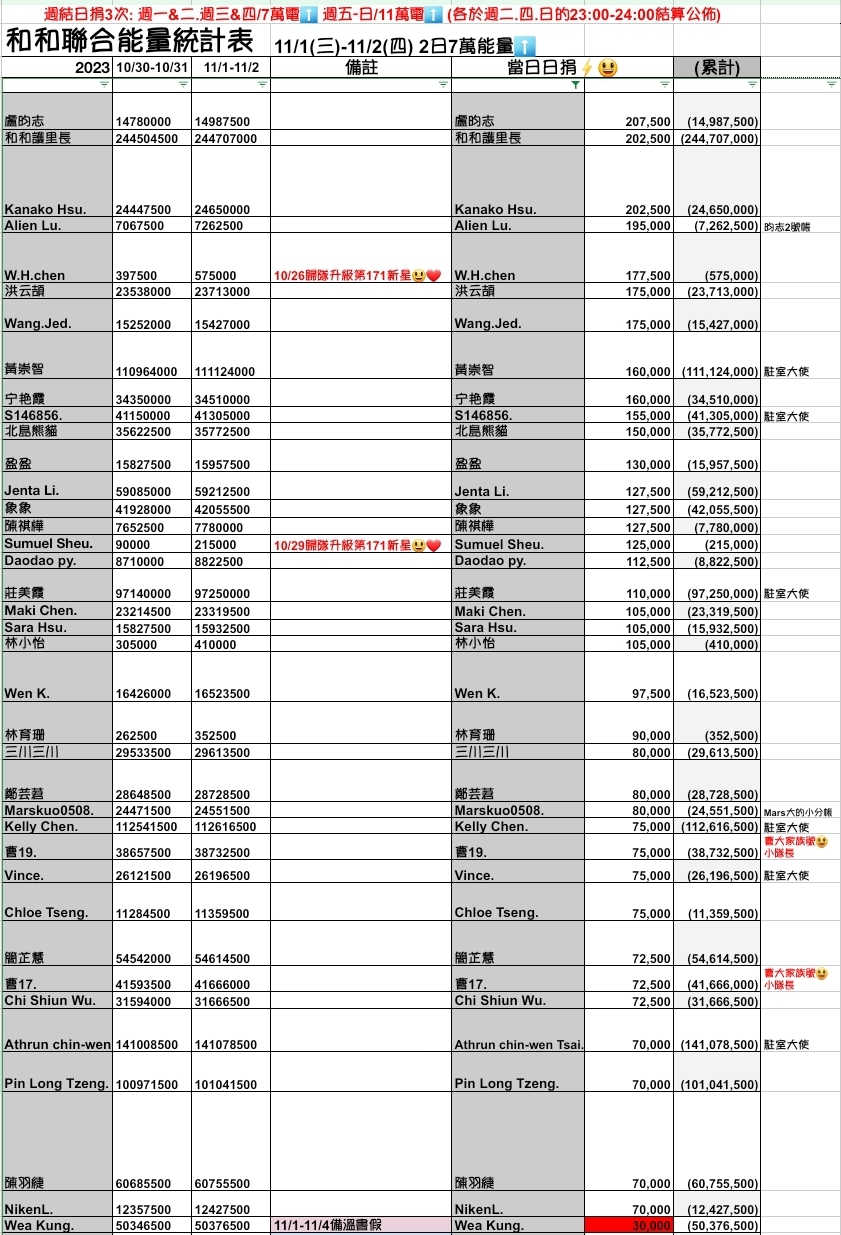 週結日捐3次: 週一&二.週三&四/7萬電⬆️ 週五-日/11萬電⬆️ (各於週二.四.日的23:00-24:00結算公佈)
和和聯合能量統計表 11/1(三)-11/2(四) 2日7萬能量⬆️
2023 10/30-10/31 11/1-11/2 備註 當日日捐⚡😃 (累計)
盧昀志 14780000 14987500 盧昀志 207,500 (14,987,500)
和和護里長 244504500 244707000 和和護里長 202,500 (244,707,000)
Kanako Hsu. 24447500 24650000 Kanako Hsu. 202,500 (24,650,000)
Alien Lu. 7067500 7262500 Alien Lu. 195,000 (7,262,500) 昀志2號帳
W.H.chen 397500 575000 10/26歸隊升級第171新星😃❤️ W.H.chen 177,500 (575,000)
洪云頡 23538000 23713000 洪云頡 175,000 (23,713,000)
Wang.Jed. 15252000 15427000 Wang.Jed. 175,000 (15,427,000)
黃崇智 110964000 111124000 黃崇智 160,000 (111,124,000) 駐室大使
宁艳霞 34350000 34510000 宁艳霞 160,000 (34,510,000)
S146856. 41150000 41305000 S146856. 155,000 (41,305,000) 駐室大使
北島熊貓 35622500 35772500 北島熊貓 150,000 (35,772,500)
盈盈 15827500 15957500 盈盈 130,000 (15,957,500)
Jenta Li. 59085000 59212500 Jenta Li. 127,500 (59,212,500)
象象 41928000 42055500 象象 127,500 (42,055,500)
陳祺樺 7652500 7780000 陳祺樺 127,500 (7,780,000)
Sumuel Sheu. 90000 215000 10/29歸隊升級第171新星😃❤️ Sumuel Sheu. 125,000 (215,000)
Daodao py. 8710000 8822500 Daodao py. 112,500 (8,822,500)
莊美霞 97140000 97250000 莊美霞 110,000 (97,250,000) 駐室大使
Maki Chen. 23214500 23319500 Maki Chen. 105,000 (23,319,500)
Sara Hsu. 15827500 15932500 Sara Hsu. 105,000 (15,932,500)
林小怡 305000 410000 林小怡 105,000 (410,000)
Wen K. 16426000 16523500 Wen K. 97,500 (16,523,500)
林育珊 262500 352500 林育珊 90,000 (352,500)
三川三川 29533500 29613500 三川三川 80,000 (29,613,500)
鄭芸莙 28648500 28728500 鄭芸莙 80,000 (28,728,500)
Marskuo0508. 24471500 24551500 Marskuo0508. 80,000 (24,551,500) Mars大的小分帳
Kelly Chen. 112541500 112616500 Kelly Chen. 75,000 (112,616,500) 駐室大使
曹19. 38657500 38732500 曹19. 75,000 (38,732,500) 曹大家族號😃小隊長
Vince. 26121500 26196500 Vince. 75,000 (26,196,500) 駐室大使
Chloe Tseng. 11284500 11359500 Chloe Tseng. 75,000 (11,359,500)
簡芷慧 54542000 54614500 簡芷慧 72,500 (54,614,500)
曹17. 41593500 41666000 曹17. 72,500 (41,666,000) 曹大家族號😃小隊長
Chi Shiun Wu. 31594000 31666500 Chi Shiun Wu. 72,500 (31,666,500)
Athrun chin-wen 141008500 141078500 Athrun chin-wen Tsai. 70,000 (141,078,500) 駐室大使
Pin Long Tzeng. 100971500 101041500 Pin Long Tzeng. 70,000 (101,041,500)
陳羽緁 60685500 60755500 陳羽緁 70,000 (60,755,500)
NikenL. 12357500 12427500 NikenL. 70,000 (12,427,500)
Wea Kung. 50346500 50376500 11/1-11/4備溫書假 Wea Kung. 30,000 (50,376,500)